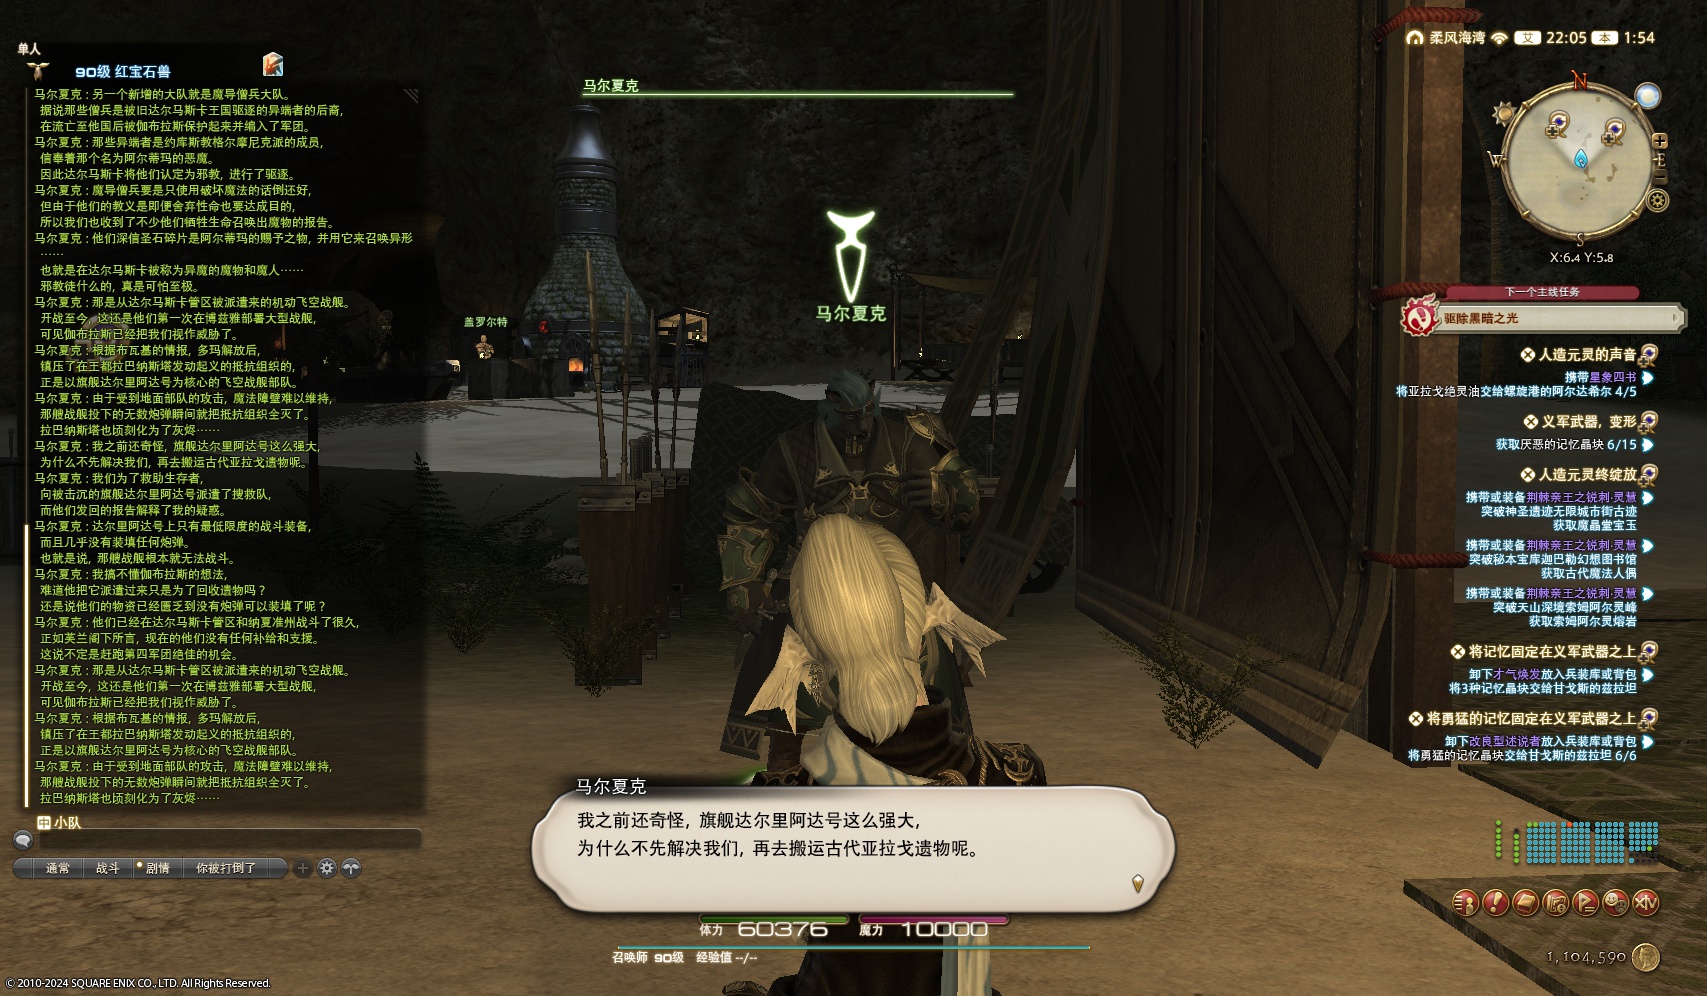 单人
90级 红宝石兽
马尔夏克：另一个新增的大队就是魔导僧兵大队。
据说那些僧兵是被旧达尔马斯卡王国驱逐的异端者的后裔，
在流亡至他国后被伽布拉斯保护起来并编入了军团。
马尔夏克：那些异端者是约库斯教格尔摩尼克派的成员，
信奉着那个名为阿尔蒂玛的恶魔。
因此达尔马斯卡将他们认定为邪教，进行了驱逐。
马尔夏克：魔导僧兵要是只使用破坏魔法的话倒还好，
但由于他们的教义是即便舍弃性命也要达成目的，
所以我们也收到了不少他们牺牲生命召唤出魔物的报告。
马尔夏克：他们深信圣石碎片是阿尔蒂玛的赐予之物，并用它来召唤异形
……
也就是在达尔马斯卡被称为异魔的魔物和魔人……
邪教徒什么的，真是可怕至极。
马尔夏克：那是从达尔马斯卡管区被派遣来的机动飞空战舰。
开战至今，这还是他们第一次在博兹雅部署大型战舰，
可见伽布拉斯已经把我们视作威胁了。
马尔夏克：根据布瓦基的情报，多玛解放后，
镇压了在王都拉巴纳斯塔发动起义的抵抗组织的，
正是以旗舰达尔里阿达号为核心的飞空战舰部队。
马尔夏克：由于受到地面部队的攻击，魔法障壁难以维持，
那艘战舰投下的无数炮弹瞬间就把抵抗组织全灭了。
拉巴纳斯塔也顷刻化为了灰烬……
马尔夏克：我之前还奇怪，旗舰达尔里阿达号这么强大，
为什么不先解决我们，再去搬运古代亚拉戈遗物呢。
马尔夏克：我们为了救助生存者，
向被击沉的旗舰达尔里阿达号派遣了搜救队，
而他们发回的报告解释了我的疑惑。
马尔夏克：达尔里阿达号上只有最低限度的战斗装备，
而且几乎没有装填任何炮弹。
也就是说，那艘战舰根本就无法战斗。
马尔夏克：我搞不懂伽布拉斯的想法，
难道他把它派遣过来只是为了回收遗物吗？
还是说他们的物资已经匮乏到没有炮弹可以装填了呢？
马尔夏克：他们已经在达尔马斯卡管区和纳夏准州战斗了很久，
正如芙兰阁下所言，现在的他们没有任何补给和支援。
这说不定是赶跑第四军团绝佳的机会。
马尔夏克：那是从达尔马斯卡管区被派遣来的机动飞空战舰。
开战至今，这还是他们第一次在博兹雅部署大型战舰，
可见伽布拉斯已经把我们视作威胁了。
马尔夏克：根据布瓦基的情报，多玛解放后，
镇压了在王都拉巴纳斯塔发动起义的抵抗组织的，
正是以旗舰达尔里阿达号为核心的飞空战舰部队。
马尔夏克：由于受到地面部队的攻击，魔法障壁难以维持，
那艘战舰投下的无数炮弹瞬间就把抵抗组织全灭了。
拉巴纳斯塔也顷刻化为了灰烬……
中 小队
通常 战斗 剧情 你被打倒了
马尔夏克
盖罗尔特
马尔夏克
马尔夏克
我之前还奇怪，旗舰达尔里阿达号这么强大，
为什么不先解决我们，再去搬运古代亚拉戈遗物呢。
体力 60376 魔力 10000
召唤师 90级 经验值 --/--
柔风海湾 艾 22:05 本 1:54
N
W
E
S
X:6.4 Y:5.8
下一个主线任务
驱除黑暗之光
人造元灵的声音
携带星象四书
将亚拉戈绝灵油交给螺旋港的阿尔达希尔 4/5
义军武器，变形
获取厌恶的记忆晶块 6/15
人造元灵终绽放
携带或装备荆棘亲王之锐刺·灵慧
突破神圣遗迹无限城市街古迹
获取魔晶堂宝玉
携带或装备荆棘亲王之锐刺·灵慧
突破秘本宝库迦巴勒幻想图书馆
获取古代魔法人偶
携带或装备荆棘亲王之锐刺·灵慧
突破天山深境索姆阿尔灵峰
获取索姆阿尔灵熔岩
将记忆固定在义军武器之上
卸下才气焕发放入兵装库或背包
将3种记忆晶块交给甘戈斯的兹拉坦
将勇猛的记忆固定在义军武器之上
卸下改良型述说者放入兵装库或背包
将勇猛的记忆晶块交给甘戈斯的兹拉坦 6/6
XIV
1,104,590
© 2010-2024 SQUARE ENIX CO., LTD. All Rights Reserved.